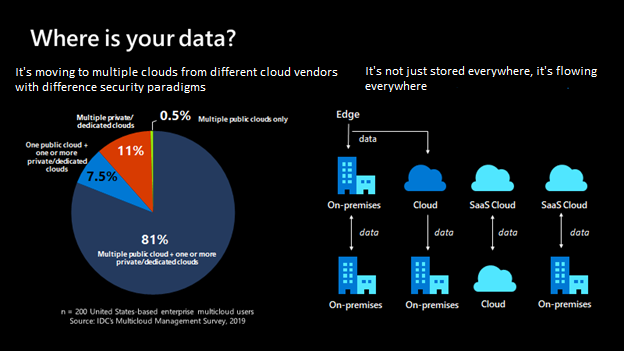 Where is your data?
It's moving to multiple clouds from different cloud vendors
with difference security paradigms
It's not just stored everywhere, it's flowing
everywhere
Multiple private/
dedicated clouds
0.5%
Multiple public clouds only
One public cloud +
one or more
private/dedicated
clouds
11%
7.5%
81%
Multiple public cloud + one or more
private/dedicated clouds
n = 200 United States-based enterprise multicloud users
Source: IDC's Multicloud Management Survey, 2019
Edge
data
On-premises
Cloud
SaaS Cloud
SaaS Cloud
data
data
data
data
On-premises
On-premises
Cloud
On-premises